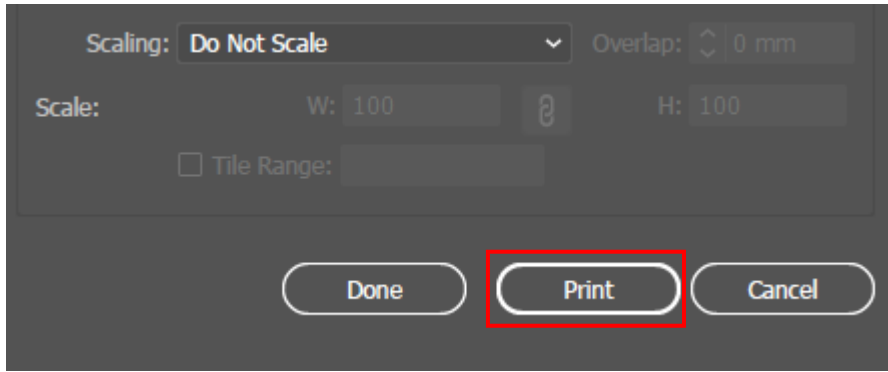 Scaling: Do Not Scale Overlap: 0 mm
Scale: W: 100 H: 100
Tile Range:
Done Print Cancel